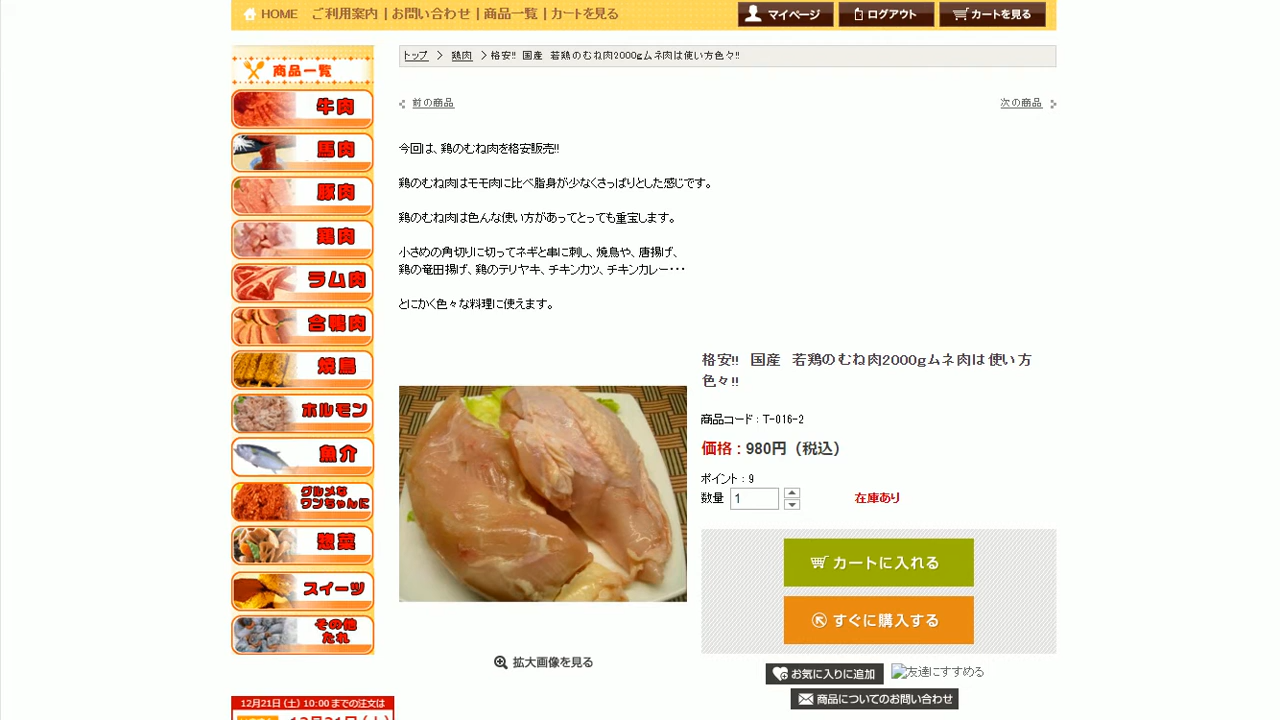 HOME ご利用案内 | お問い合わせ | 商品一覧 | カートを見る
マイページ ログアウト カートを見る
商品一覧
牛肉
馬肉
豚肉
鶏肉
ラム肉
合鴨肉
焼鳥
ホルモン
魚介
グルメな
ワンちゃんに
惣菜
スイーツ
その他
たれ
12月21日(土)10:00までの注文は
12月21日(土)
トップ > 鶏肉 >格安!! 国産 若鶏のむね肉2000gムネ肉は使い方色々!!
前の商品 次の商品
今回は、鶏のむね肉を格安販売!!
鶏のむね肉はモモ肉に比べ脂身が少なくさっぱりとした感じです。
鶏のむね肉は色んな使い方があってとっても重宝します。
小さめの角切りに切ってネギと串に刺し、焼鳥や、唐揚げ、
鶏の竜田揚げ、鶏のテリヤキ、チキンカツ、チキンカレー・・・
とにかく色々な料理に使えます。
拡大画像を見る
格安!! 国産 若鶏のむね肉2000gムネ肉は使い方
色々!!
商品コード : T-016-2
価格 : 980円（税込）
ポイント : 9
数量 1 在庫あり
カートに入れる
すぐに購入する
お気に入りに追加 友達にすすめる
商品についてのお問い合わせ